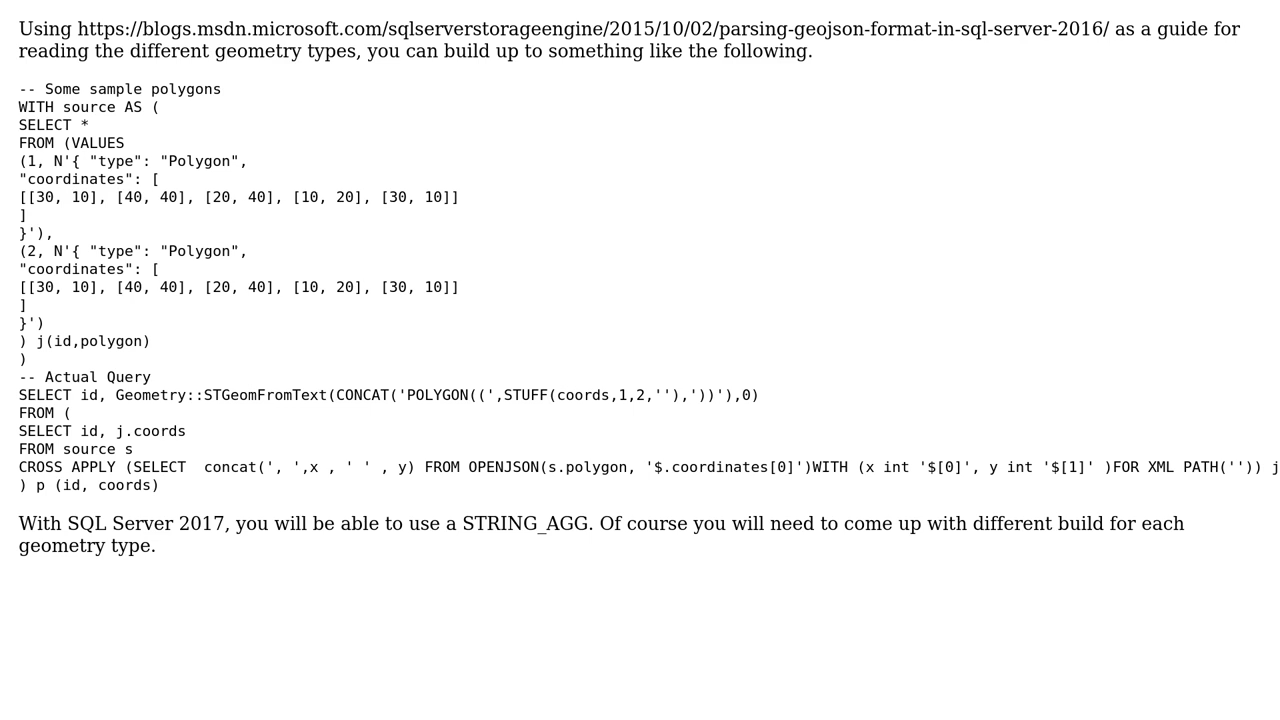 Using https://blogs.msdn.microsoft.com/sqlserverstorageengine/2015/10/02/parsing-geojson-format-in-sql-server-2016/ as a guide for
reading the different geometry types, you can build up to something like the following.
-- Some sample polygons
WITH source AS (
SELECT *
FROM (VALUES
(1, N'{ "type": "Polygon",
"coordinates": [
[[30, 10], [40, 40], [20, 40], [10, 20], [30, 10]]
]
}'),
(2, N'{ "type": "Polygon",
"coordinates": [
[[30, 10], [40, 40], [20, 40], [10, 20], [30, 10]]
]
}')
) j(id,polygon)
)
-- Actual Query
SELECT id, Geometry::STGeomFromText(CONCAT('POLYGON((',STUFF(coords,1,2,''),'))'),0)
FROM (
SELECT id, j.coords
FROM source s
CROSS APPLY (SELECT  concat(', ',x , ' ' , y) FROM OPENJSON(s.polygon, '$.coordinates[0]')WITH (x int '$[0]', y int '$[1]' )FOR XML PATH('')) j
) p (id, coords)
With SQL Server 2017, you will be able to use a STRING_AGG. Of course you will need to come up with different build for each
geometry type.